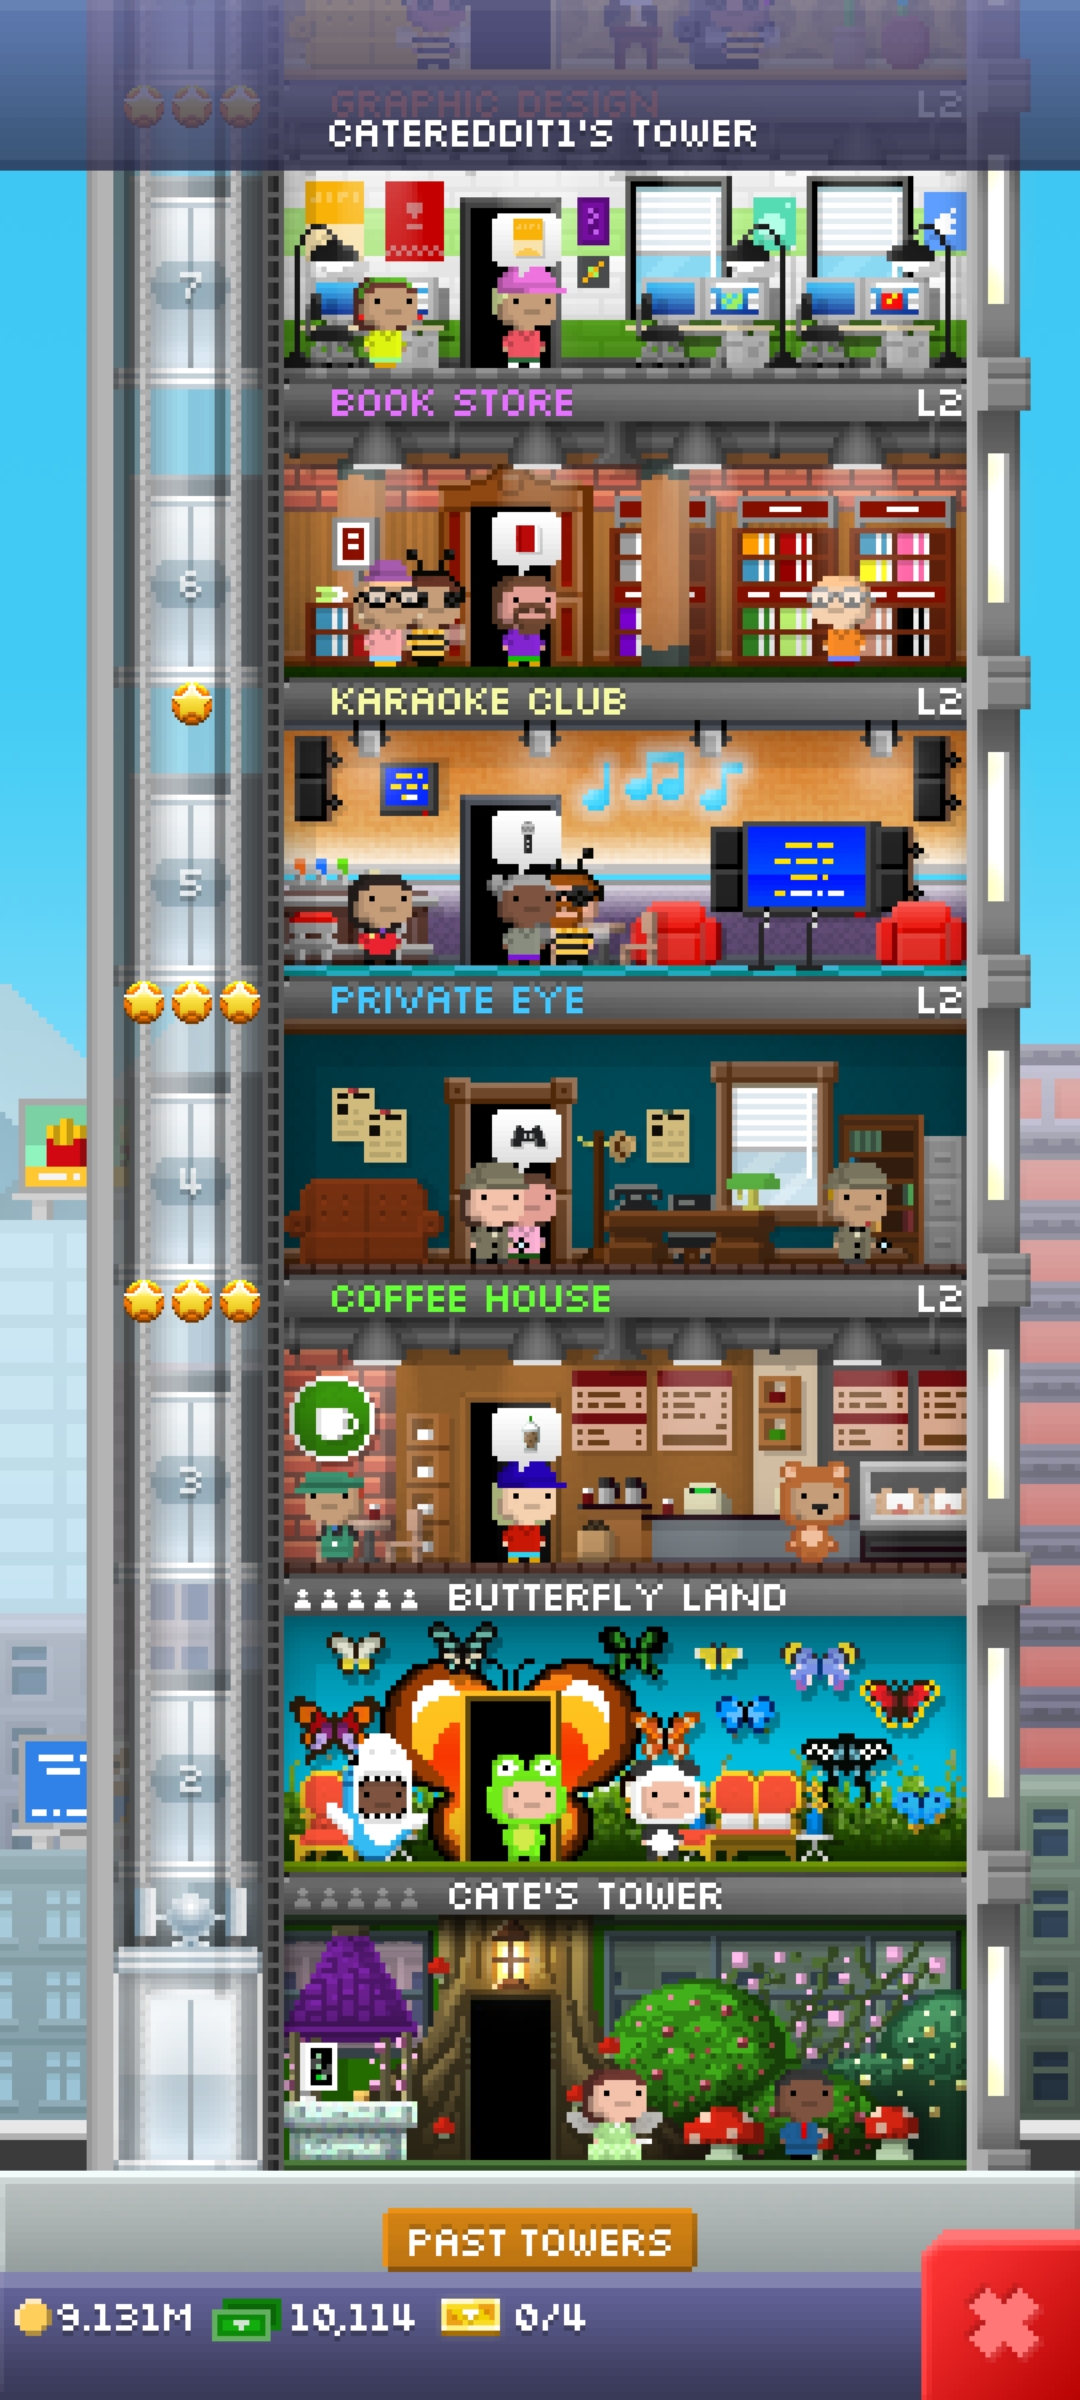 GRAPHIC DESIGN L2
CATEREDDIT1'S TOWER
7
BOOK STORE L2
6
KARAOKE CLUB L2
5
PRIVATE EYE L2
4
COFFEE HOUSE L2
3
BUTTERFLY LAND
2
CATE'S TOWER
PAST TOWERS
9.131M 10,114 0/4